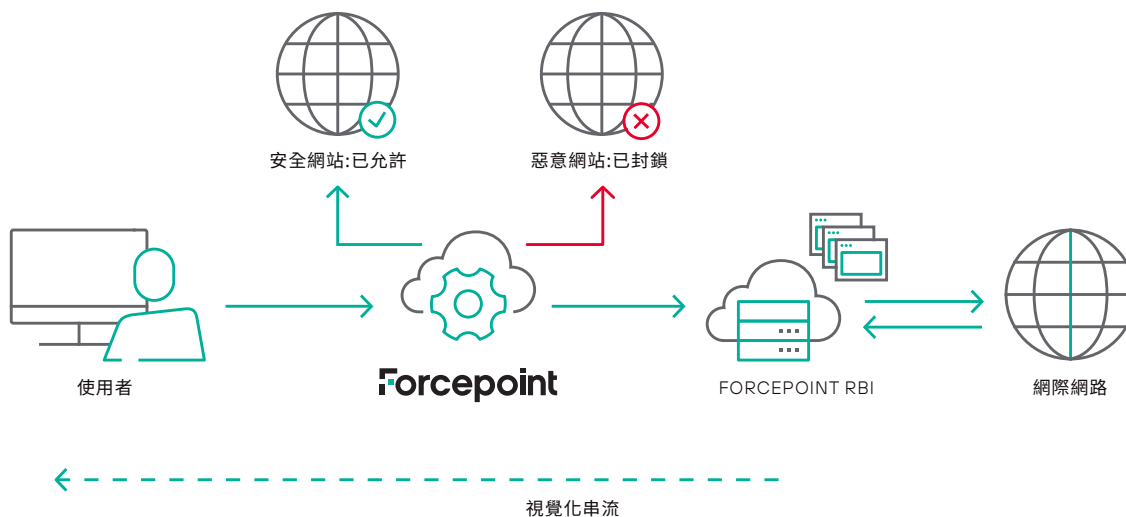 安全網站:已允許
惡意網站:已封鎖
使用者
Forcepoint
FORCEPOINT RBI
網際網路
視覺化串流